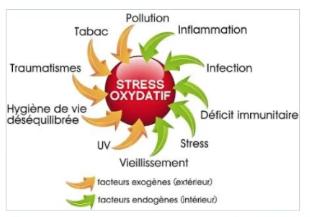 Pollution
Tabac
Inflammation
Traumatismes
Infection
STRESS
OXYDATIF
Hygiène de vie
déséquilibrée
Déficit immunitaire
UV
Stress
Vieillissement
facteurs exogènes (extérieur)
facteurs endogènes (intérieur)